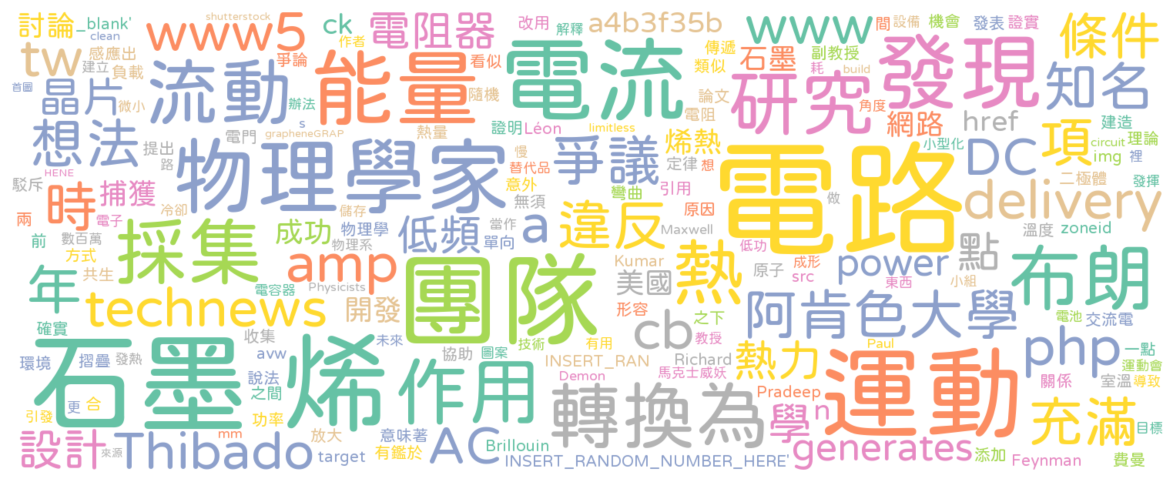 討論 _blank' shutterstock clean
www5 ck 電阻器 改用 解釋 a4b3f35b www 間 設備 機會 發表 證實 條件
tw 感應出 建立 負載 作者 爭論 看似 電流 傳遞 類似 石墨 副教授 發現 知名
首圖 晶片 微小 流動 辦法 能量 隨機 論文 電阻 研究 耗 build 角度 網路 小型化 建造 理論
想法 電門 s grapheneGRAP 熱量 證明 Léon limitless 烯熱 href circuit img 項 裡
駁斥 提出 路 物理學家 慢 替代品 意外 爭議 定律 想 電路 DC 二極體 發揮
HENE 時 捕獲 無須 彎曲 引用 原因 做 delivery
兩 電子 冷卻 儲存 物理學 當作 單向 a 違反 Maxwell 溫度 zoneid
前 數百萬 採集 成功 物理系 低頻 熱 低功 點 布朗
年 方式 共生 電容器 amp Physicists 團隊 Kumar 原子 成形 src power 東西 小組 電池 交流電
technews 開發 形容 美國 之下 阿肯色大學
確實 收集 未來 技術 有用 cb 教授 Paul php 一點
環境 摺疊 發熱 avw 協助 圖案 INSERT_RAN Richard 馬克士威妖 熱力 運動會
石墨 烯 說法 之間 作用 Demon 轉換為 Pradeep 關係 室溫 導致
引發 更 合 功率 放大 學 n 運動 充滿 目標
設計 來源 Thibado mm target 意味著 有鑑於 AC Brillouin INSERT_RANDOM_NUMBER_HERE' generates 添加 Feynman 費曼